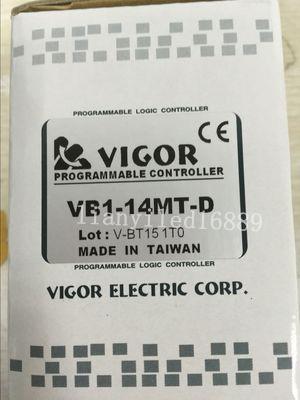 PROGRAMMABLE LOGIC CONTROLLER
VIGOR CE
PROGRAMMABLE CONTROLLER
VB1-14MT-D
Lot : V-BT151T0
MADE IN TAIWAN
PROGRAMMABLE LOGIC CONTROLLER
VIGOR ELECTRIC CORP.